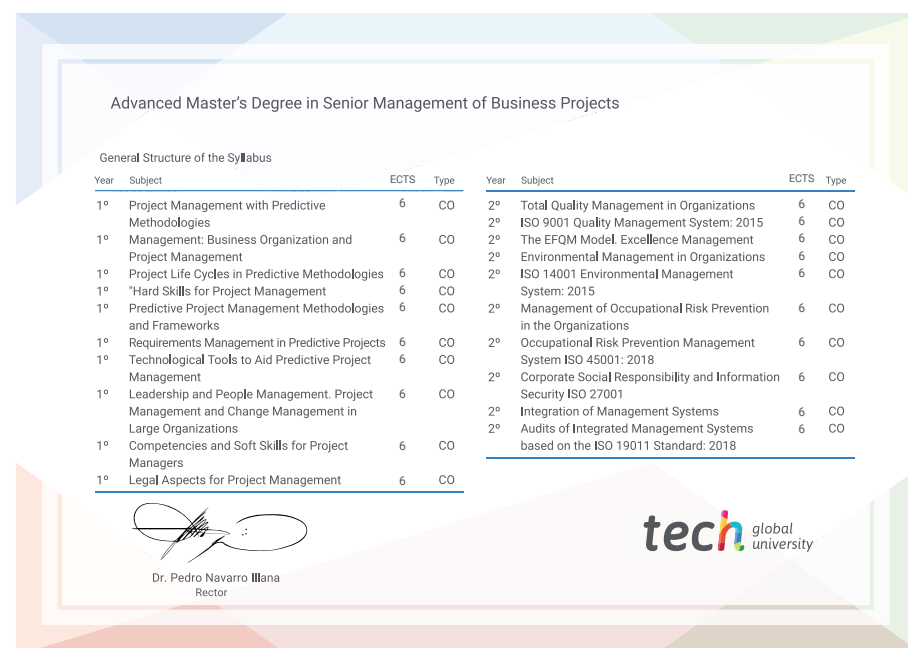 Advanced Master's Degree in Senior Management of Business Projects
General Structure of the Syllabus
Year Subject ECTS Type
1º Project Management with Predictive 6 CO
Methodologies
1º Management: Business Organization and 6 CO
Project Management
1º Project Life Cycles in Predictive Methodologies 6 CO
1º "Hard Skills for Project Management 6 CO
1º Predictive Project Management Methodologies 6 CO
and Frameworks
1º Requirements Management in Predictive Projects 6 CO
1º Technological Tools to Aid Predictive Project 6 CO
Management
1º Leadership and People Management. Project 6 CO
Management and Change Management in
Large Organizations
1º Competencies and Soft Skills for Project 6 CO
Managers
1º Legal Aspects for Project Management 6 CO
Year Subject ECTS Type
2º Total Quality Management in Organizations 6 CO
2º ISO 9001 Quality Management System: 2015 6 CO
2º The EFQM Model. Excellence Management 6 CO
2º Environmental Management in Organizations 6 CO
2º ISO 14001 Environmental Management 6 CO
System: 2015
2º Management of Occupational Risk Prevention 6 CO
in the Organizations
2º Occupational Risk Prevention Management 6 CO
System ISO 45001: 2018
2º Corporate Social Responsibility and Information 6 CO
Security ISO 27001
2º Integration of Management Systems 6 CO
2º Audits of Integrated Management Systems 6 CO
based on the ISO 19011 Standard: 2018
Dr. Pedro Navarro Illana
Rector
tech global
university